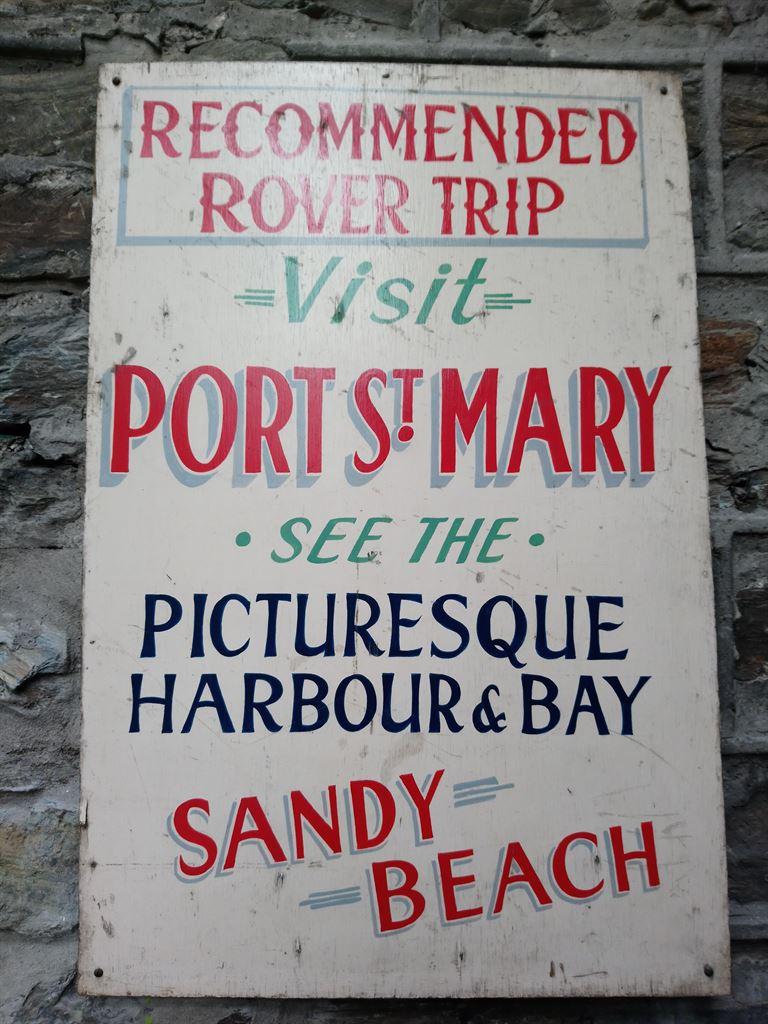 RECOMMENDED
ROVER TRIP
Visit
PORT ST. MARY
• SEE THE •
PICTURESQUE
HARBOUR & BAY
SANDY
BEACH